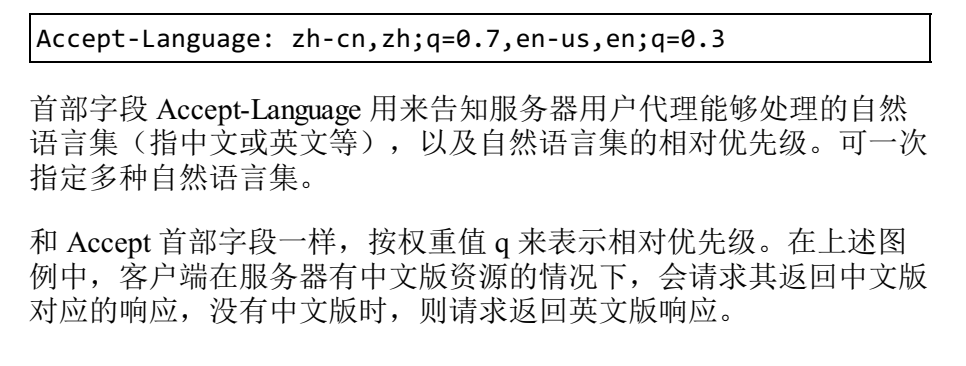 Accept-Language: zh-cn,zh;q=0.7,en-us,en;q=0.3
首部字段 Accept-Language 用来告知服务器用户代理能够处理的自然
语言集（指中文或英文等），以及自然语言集的相对优先级。可一次
指定多种自然语言集。
和 Accept 首部字段一样，按权重值 q 来表示相对优先级。在上述图
例中，客户端在服务器有中文版资源的情况下，会请求其返回中文版
对应的响应，没有中文版时，则请求返回英文版响应。